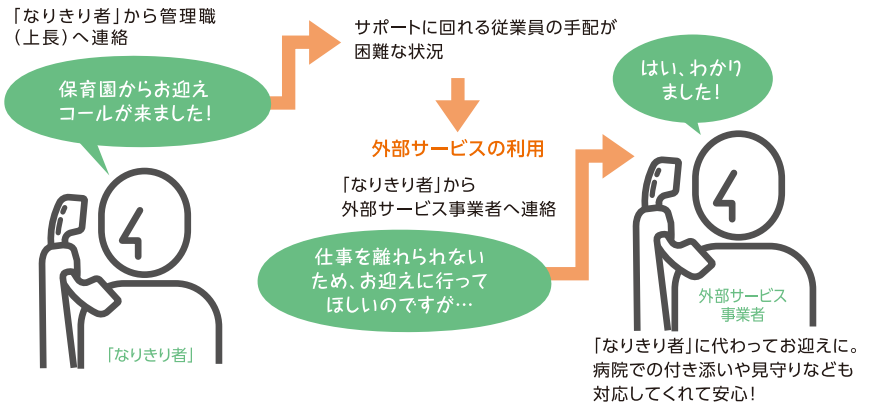 「なりきり者」から管理職
（上長）へ連絡
保育園からお迎え
コールが来ました！
「なりきり者」
サポートに回れる従業員の手配が
困難な状況
外部サービスの利用
「なりきり者」から
外部サービス事業者へ連絡
仕事を離れられない
ため、お迎えに行って
ほしいのですが…
はい、わかり
ました！
外部サービス
事業者
「なりきり者」に代わってお迎えに。
病院での付き添いや見守りなども
対応してくれて安心！